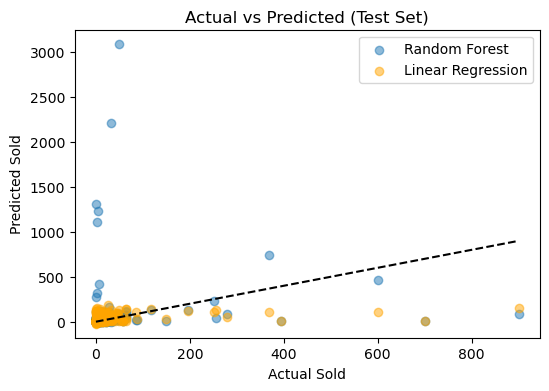 Actual vs Predicted (Test Set)
Random Forest
Linear Regression
3000
2500
2000
1500
1000
500
0
Predicted Sold
0
200
400
600
800
Actual Sold